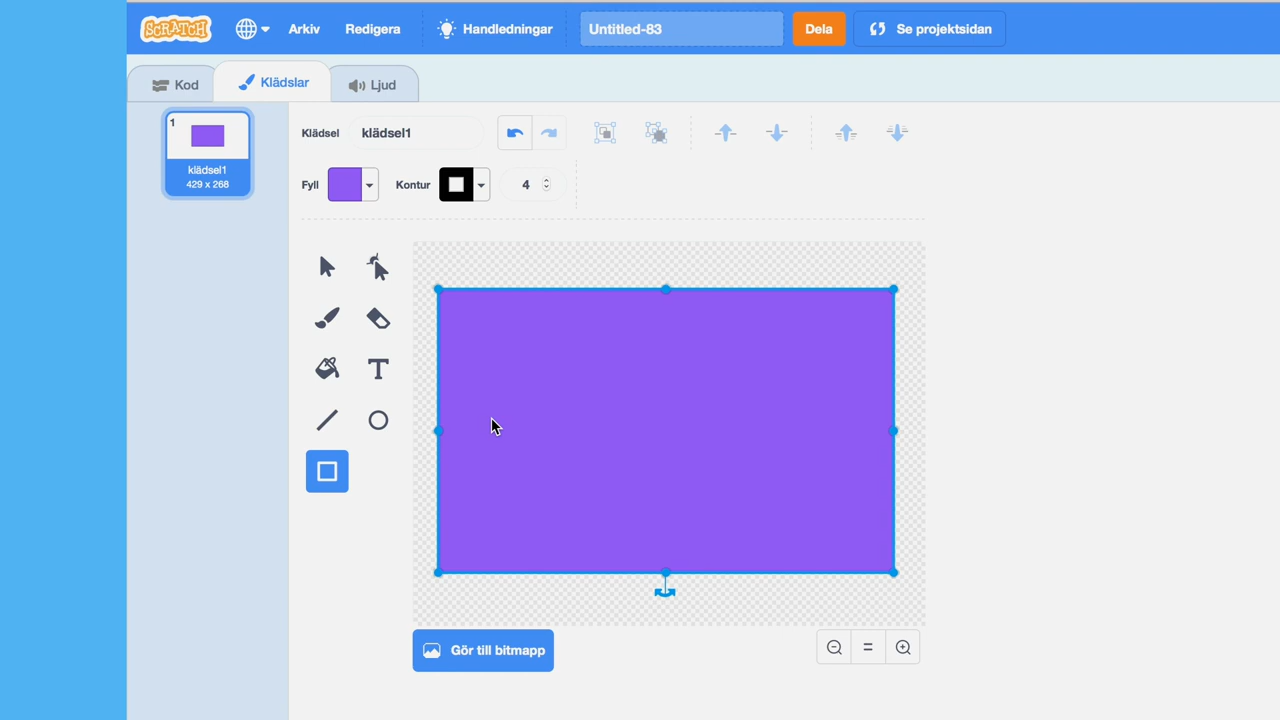 SCRATCH Arkiv Redigera Handledningar Untitled-83 Dela Se projektsidan
Kod Klädslar Ljud
1
klädsel1
429 x 268
Klädsel klädsel1
Fyll Kontur 4
Gör till bitmapp